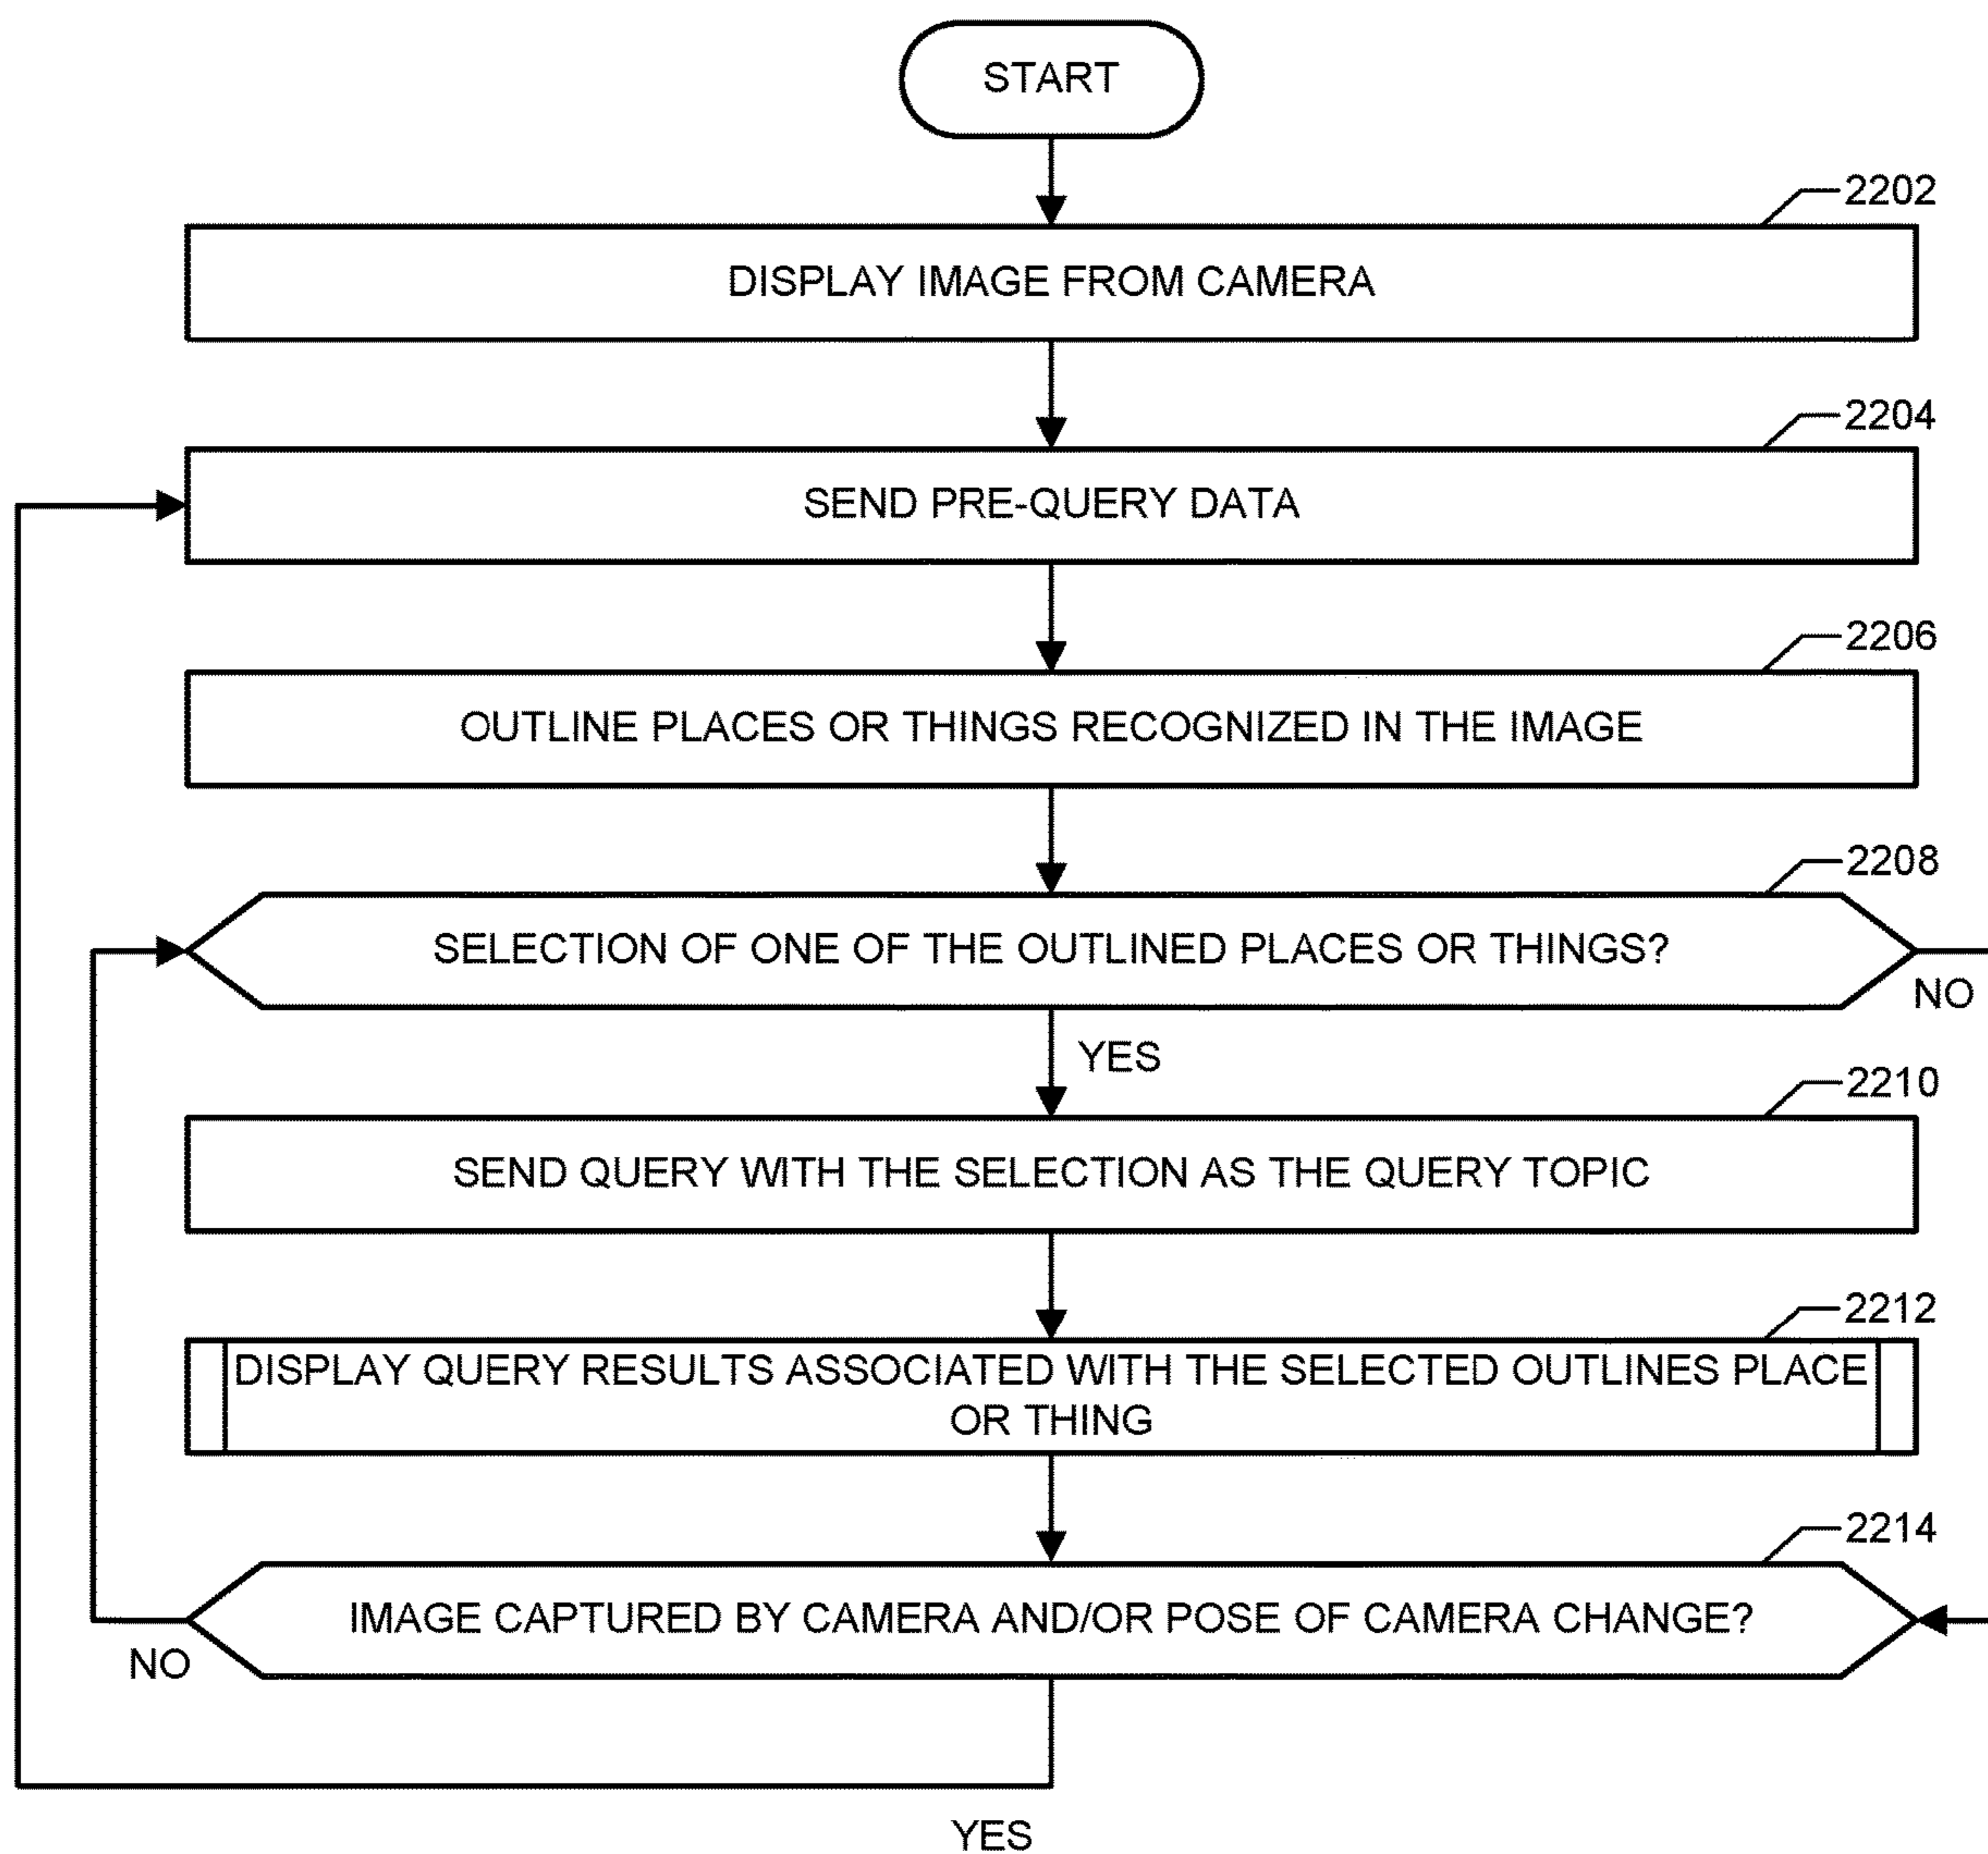 START
2202
DISPLAY IMAGE FROM CAMERA
2204
SEND PRE-QUERY DATA
2206
OUTLINE PLACES OR THINGS RECOGNIZED IN THE IMAGE
2208
SELECTION OF ONE OF THE OUTLINED PLACES OR THINGS?
NO
YES
2210
SEND QUERY WITH THE SELECTION AS THE QUERY TOPIC
2212
DISPLAY QUERY RESULTS ASSOCIATED WITH THE SELECTED OUTLINES PLACE
OR THING
2214
IMAGE CAPTURED BY CAMERA AND/OR POSE OF CAMERA CHANGE?
NO
YES